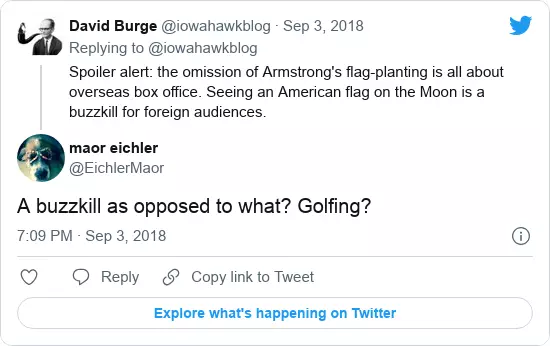 David Burge @iowahawkblog · Sep 3, 2018
Replying to @iowahawkblog
Spoiler alert: the omission of Armstrong's flag-planting is all about
overseas box office. Seeing an American flag on the Moon is a
buzzkill for foreign audiences.
maor eichler
@EichlerMaor
A buzzkill as opposed to what? Golfing?
7:09 PM · Sep 3, 2018
Reply
Copy link to Tweet
Explore what's happening on Twitter